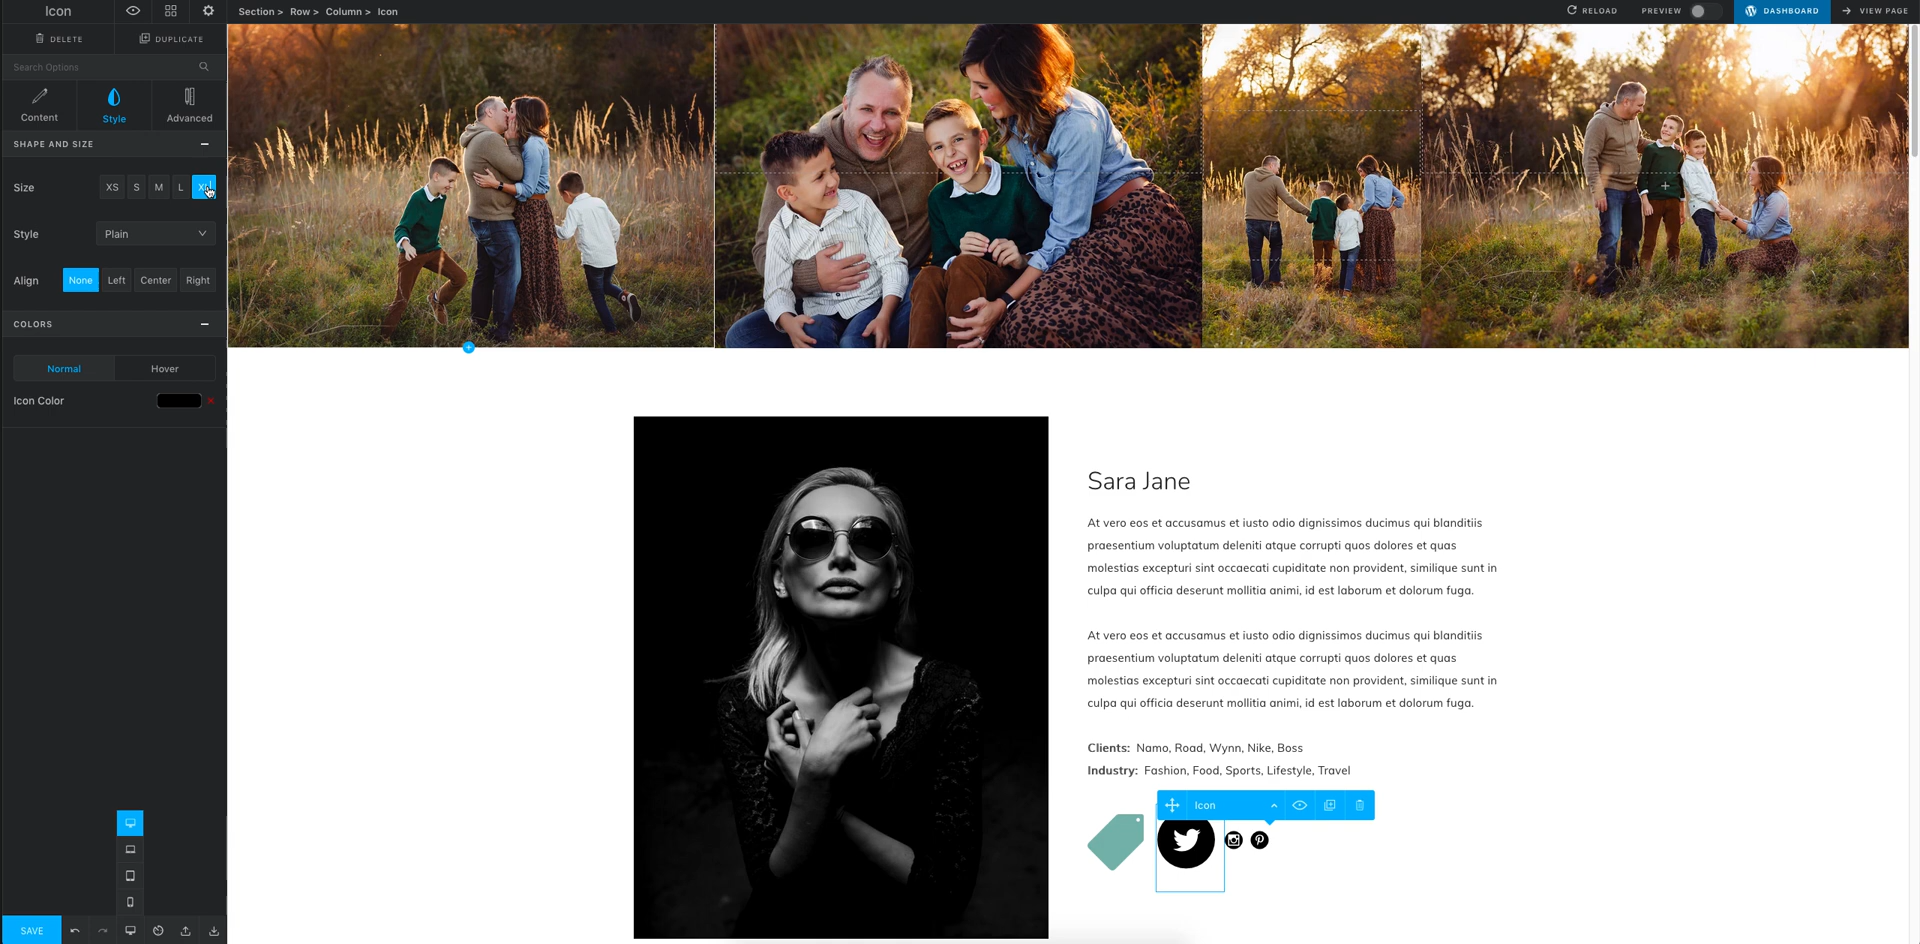 Icon
Section > Row > Column > Icon
RELOAD
PREVIEW
DASHBOARD
VIEW PAGE
DELETE
DUPLICATE
Search Options
Content
Style
Advanced
SHAPE AND SIZE
Size
XS S M L
Style
Plain
Align
None Left Center Right
COLORS
Normal
Hover
Icon Color
Sara Jane
At vero eos et accusamus et iusto odio dignissimos ducimus qui blanditiis
praesentium voluptatum deleniti atque corrupti quos dolores et quas
molestias excepturi sint occaecati cupiditate non provident, similique sunt in
culpa qui officia deserunt mollitia animi, id est laborum et dolorum fuga.
At vero eos et accusamus et iusto odio dignissimos ducimus qui blanditiis
praesentium voluptatum deleniti atque corrupti quos dolores et quas
molestias excepturi sint occaecati cupiditate non provident, similique sunt in
culpa qui officia deserunt mollitia animi, id est laborum et dolorum fuga.
Clients: Namo, Road, Wynn, Nike, Boss
Industry: Fashion, Food, Sports, Lifestyle, Travel
Icon
SAVE